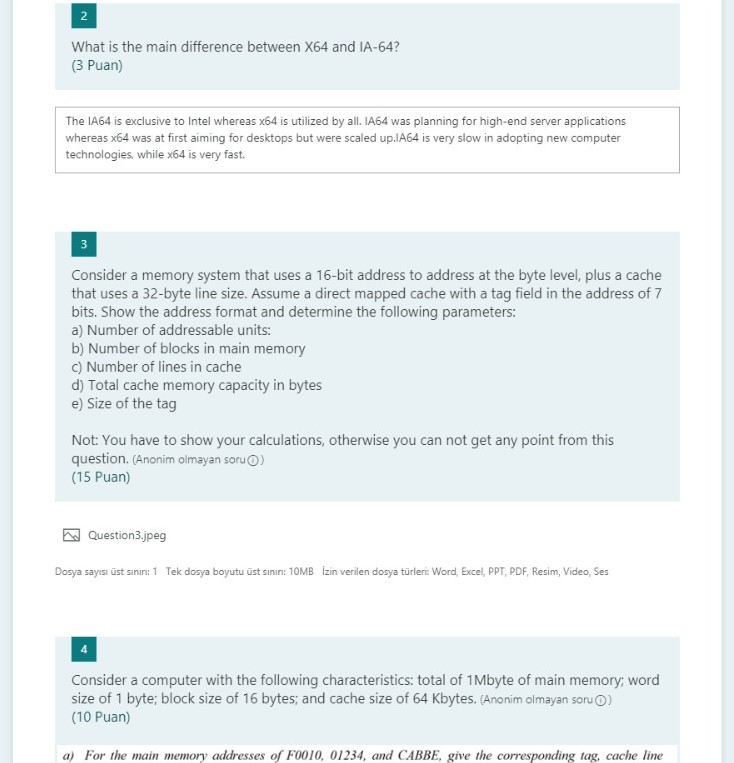 2
What is the main difference between X64 and IA-64?
(3 Puan)
The IA64 is exclusive to Intel whereas x64 is utilized by all. IA64 was planning for high-end server applications
whereas x64 was at first aiming for desktops but were scaled up.IA64 is very slow in adopting new computer
technologies, while x64 is very fast.
3
Consider a memory system that uses a 16-bit address to address at the byte level, plus a cache
that uses a 32-byte line size. Assume a direct mapped cache with a tag field in the address of 7
bits. Show the address format and determine the following parameters:
a) Number of addressable units:
b) Number of blocks in main memory
c) Number of lines in cache
d) Total cache memory capacity in bytes
e) Size of the tag
Not: You have to show your calculations, otherwise you can not get any point from this
question. (Anonim olmayan soru)
(15 Puan)
Question3.jpeg
Dosya sayısı üst sınırı: 1 Tek dosya boyutu üst sınırı: 10MB İzin verilen dosya türleri: Word, Excel, PPT, PDF, Resim, Video, Ses
4
Consider a computer with the following characteristics: total of 1Mbyte of main memory; word
size of 1 byte; block size of 16 bytes; and cache size of 64 Kbytes. (Anonim olmayan soru)
(10 Puan)
a) For the main memory addresses of F0010, 01234, and CABBE, give the corresponding tag, cache line